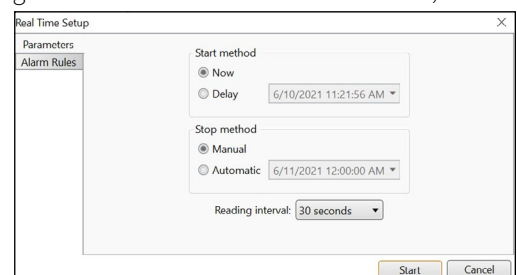 Real Time Setup
Parameters
Alarm Rules
Start method
Now
Delay 6/10/2021 11:21:56 AM
Stop method
Manual
Automatic 6/11/2021 12:00:00 AM
Reading interval: 30 seconds
Start Cancel